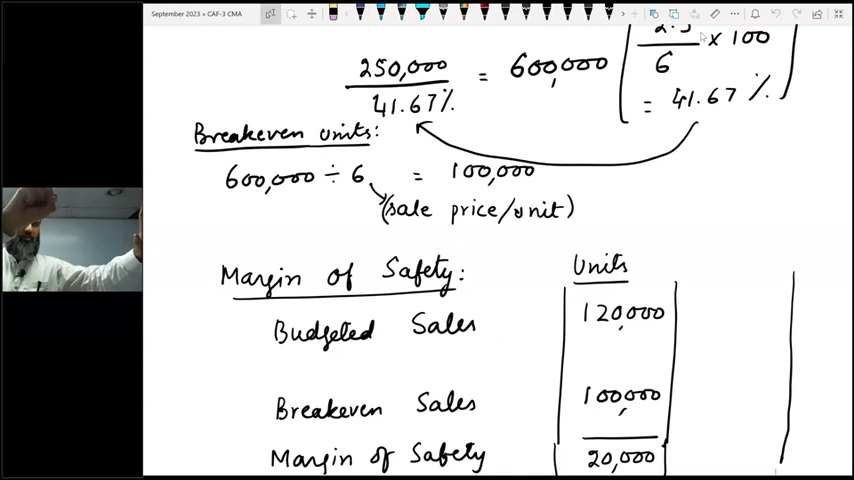 September 2023 » CAF-3 CMA
2.5
6
× 100
250,000
41.67%
= 600,000
= 41.67 %
Breakeven units:
600,000 ÷ 6 = 100,000
(sale price/unit)
Margin of Safety: Units
Budgeted Sales 120,000
Breakeven Sales 100,000
Margin of Safety 20,000